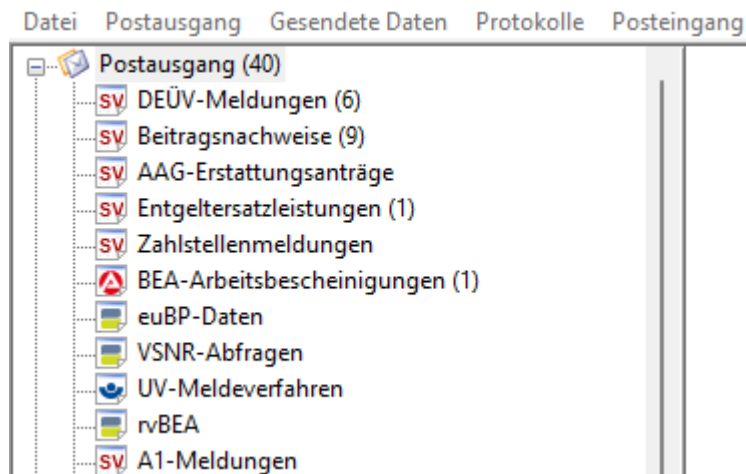 Datei Postausgang Gesendete Daten Protokolle Posteingang
Postausgang (40)
SV DEÜV-Meldungen (6)
SV Beitragsnachweise (9)
SV AAG-Erstattungsanträge
SV Entgeltersatzleistungen (1)
SV Zahlstellenmeldungen
BEA-Arbeitsbescheinigungen (1)
euBP-Daten
VSNR-Abfragen
UV-Meldeverfahren
rvBEA
SV A1-Meldungen